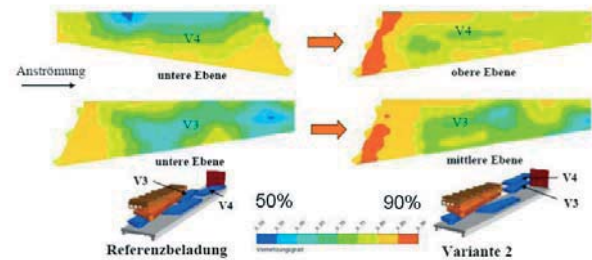 V4
V4
untere Ebene
obere Ebene
Anströmung
V3
V3
untere Ebene
mittlere Ebene
V3
V4
50%
90%
V4
V3
Referenzbeladung
Variante 2